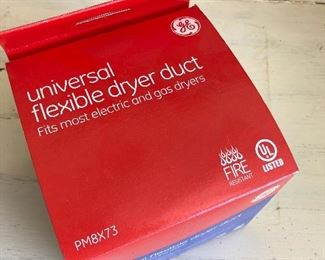 GE
universal
flexible dryer duct
Fits most electric and gas dryers
FIRE
RESISTANT
UL
LISTED
PM8X73